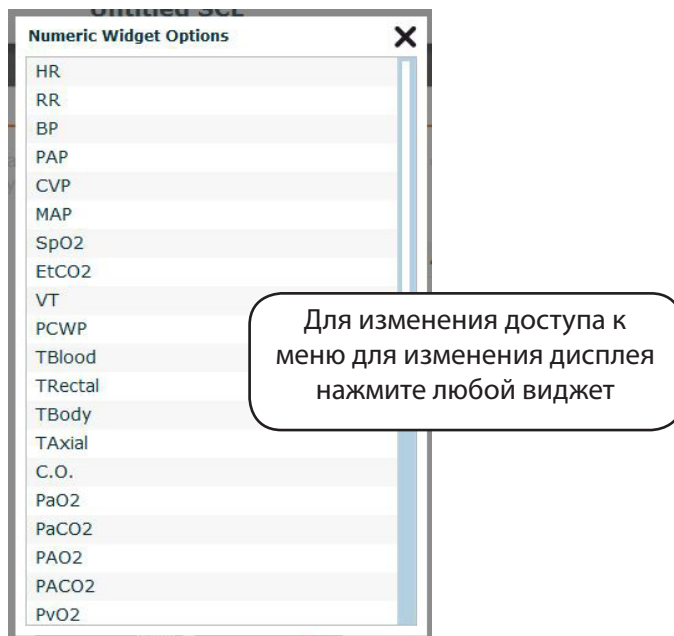 Untitled SCE
Numeric Widget Options
HR
RR
BP
PAP
CVP
MAP
SpO2
EtCO2
VT
PCWP
TBlood
TRectal
TBody
TAxial
C.O.
PaO2
PaCO2
PAO2
PACO2
PvO2
Для изменения доступа к
меню для изменения дисплея
нажмите любой виджет